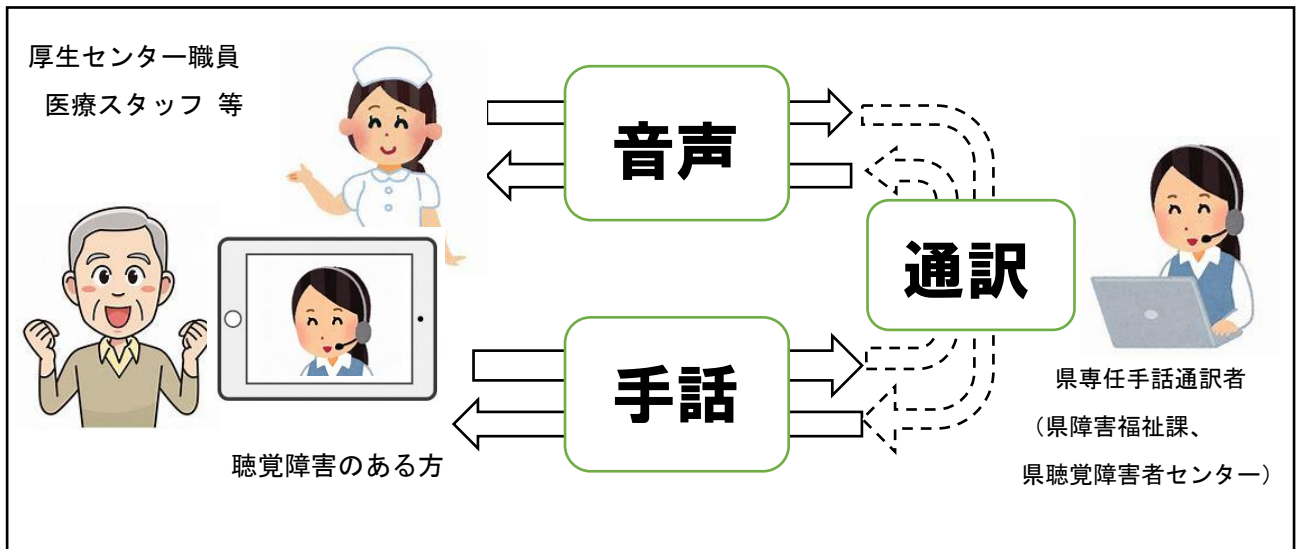 厚生センター職員
医療スタッフ 等
音声
通訳
手話
聴覚障害のある方
県専任手話通訳者
（県障害福祉課、
県聴覚障害者センター）